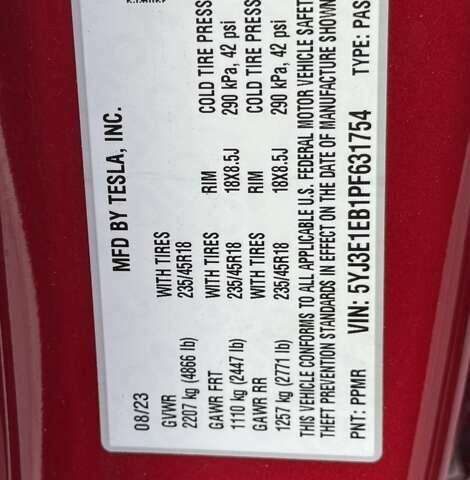 MFD BY TESLA, INC.
08/23
GVWR WITH TIRES RIM COLD TIRE PRESS
2207 kg (4866 lb) 235/45R18 18X8.5J 290 kPa, 42 psi
GAWR FRT WITH TIRES RIM COLD TIRE PRESS
1110 kg (2447 lb) 235/45R18 18X8.5J 290 kPa, 42 psi
GAWR RR
1257 kg (2771 lb) 235/45R18 18X8.5J 290 kPa, 42 psi
THIS VEHICLE CONFORMS TO ALL APPLICABLE U.S. FEDERAL MOTOR VEHICLE SAFET
THEFT PREVENTION STANDARDS IN EFFECT ON THE DATE OF MANUFACTURE SHOWN
PNT: PPMR VIN: 5YJ3E1EB1PF631754 TYPE: PAS